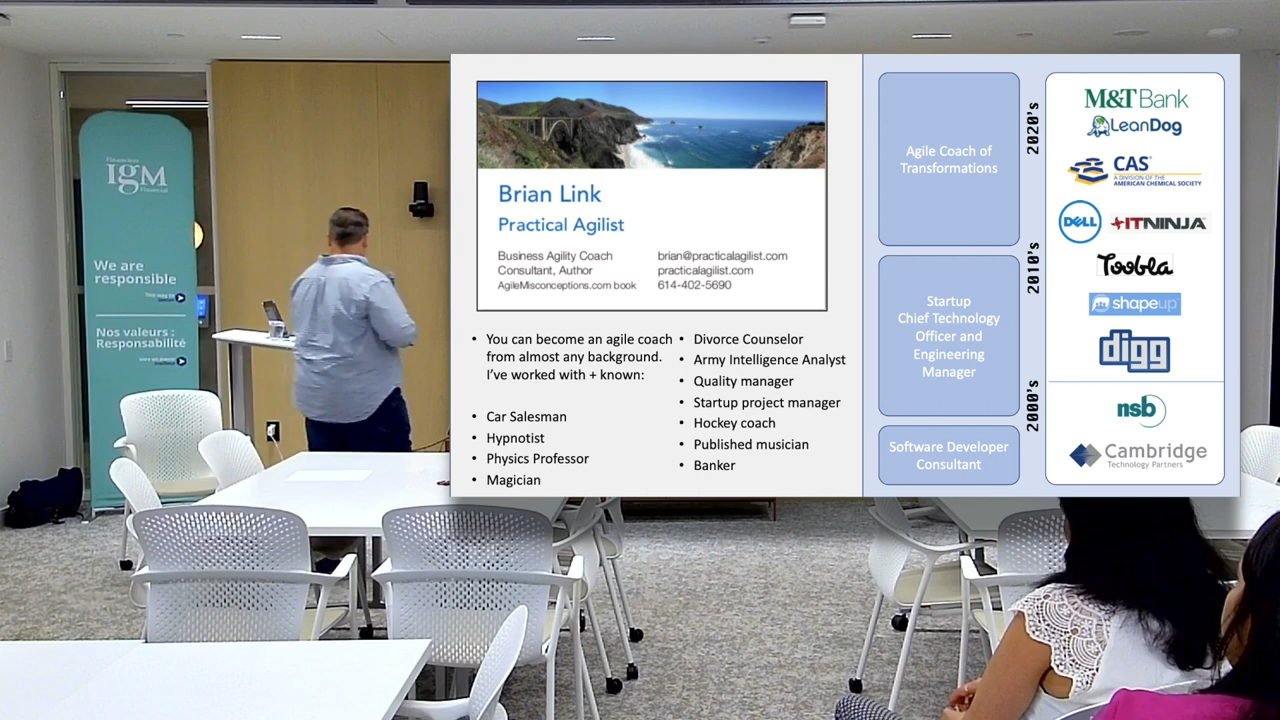 Financière
IGM
Financial
We are
responsible
Nos valeurs :
Responsabilité
Brian Link
Practical Agilist
Business Agility Coach
Consultant, Author
AgileMisconceptions.com book
brian@practicalagilist.com
practicalagilist.com
614-402-5690
• You can become an agile coach
from almost any background.
I've worked with + known:
• Car Salesman
• Hypnotist
• Physics Professor
• Magician
• Divorce Counselor
• Army Intelligence Analyst
• Quality manager
• Startup project manager
• Hockey coach
• Published musician
• Banker
Agile Coach of
Transformations
Startup
Chief Technology
Officer and
Engineering
Manager
Software Developer
Consultant
2020's
2010's
2000's
M&T Bank
LeanDog
CAS
A DIVISION OF THE
AMERICAN CHEMICAL SOCIETY
DELL
ITNINJA
Toobla
shapeup
digg
nsb
Cambridge
Technology Partners